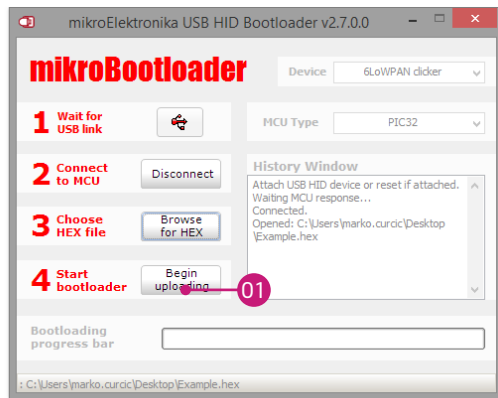 mikroElektronika USB HID Bootloader v2.7.0.0
mikroBootloader
Device
6LoWPAN clicker
1 Wait for
USB link
MCU Type
PIC32
2 Connect
to MCU
Disconnect
History Window
Attach USB HID device or reset if attached.
Waiting MCU response...
Connected.
Opened: C:\Users\marko.curcic\Desktop
\Example.hex
3 Choose
HEX file
Browse
for HEX
4 Start
bootloader
Begin
uploading
01
Bootloading
progress bar
: C:\Users\marko.curcic\Desktop\Example.hex